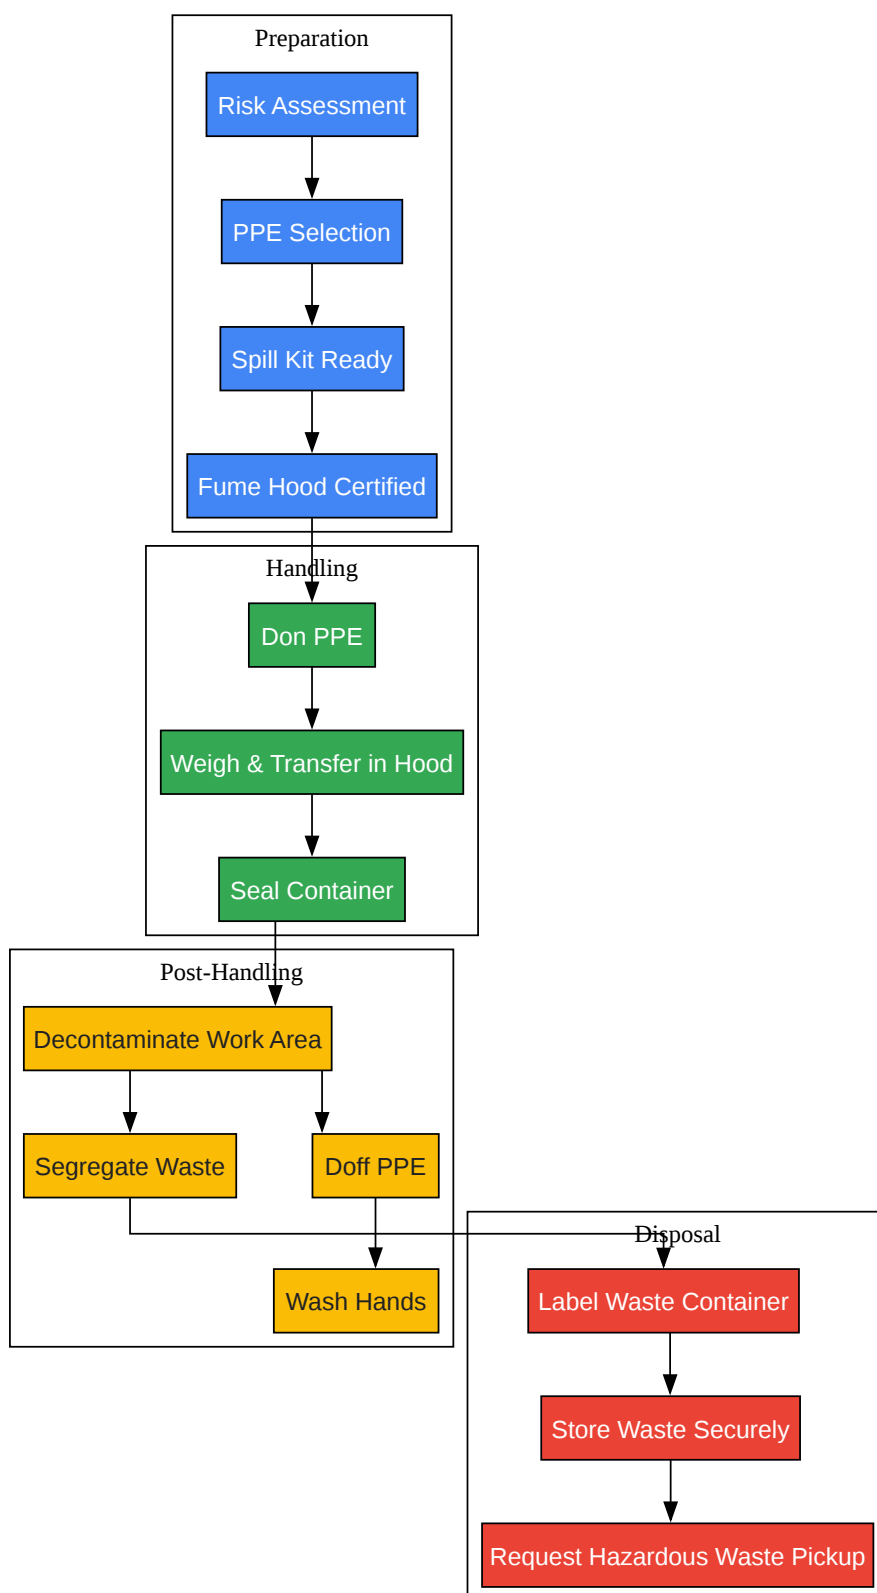 Preparation
Risk Assessment
PPE Selection
Spill Kit Ready
Fume Hood Certified
Handling
Don PPE
Weigh & Transfer in Hood
Seal Container
Post-Handling
Decontaminate Work Area
Segregate Waste
Doff PPE
Wash Hands
Disposal
Label Waste Container
Store Waste Securely
Request Hazardous Waste Pickup